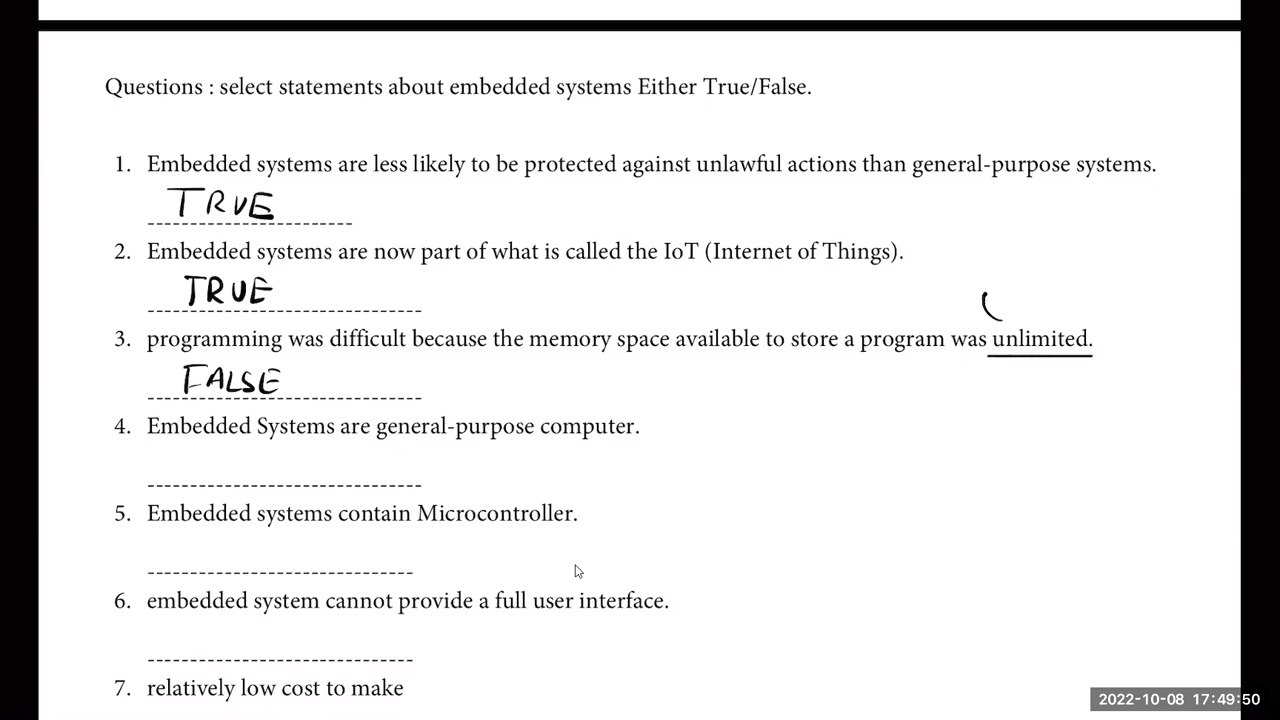 Questions : select statements about embedded systems Either True/False.
1. Embedded systems are less likely to be protected against unlawful actions than general-purpose systems.
TRUE
------------------------
2. Embedded systems are now part of what is called the IoT (Internet of Things).
TRUE
--------------------------------
3. programming was difficult because the memory space available to store a program was unlimited.
FALSE
--------------------------------
4. Embedded Systems are general-purpose computer.
--------------------------------
5. Embedded systems contain Microcontroller.
-------------------------------
6. embedded system cannot provide a full user interface.
-------------------------------
7. relatively low cost to make
2022-10-08 17:49:50